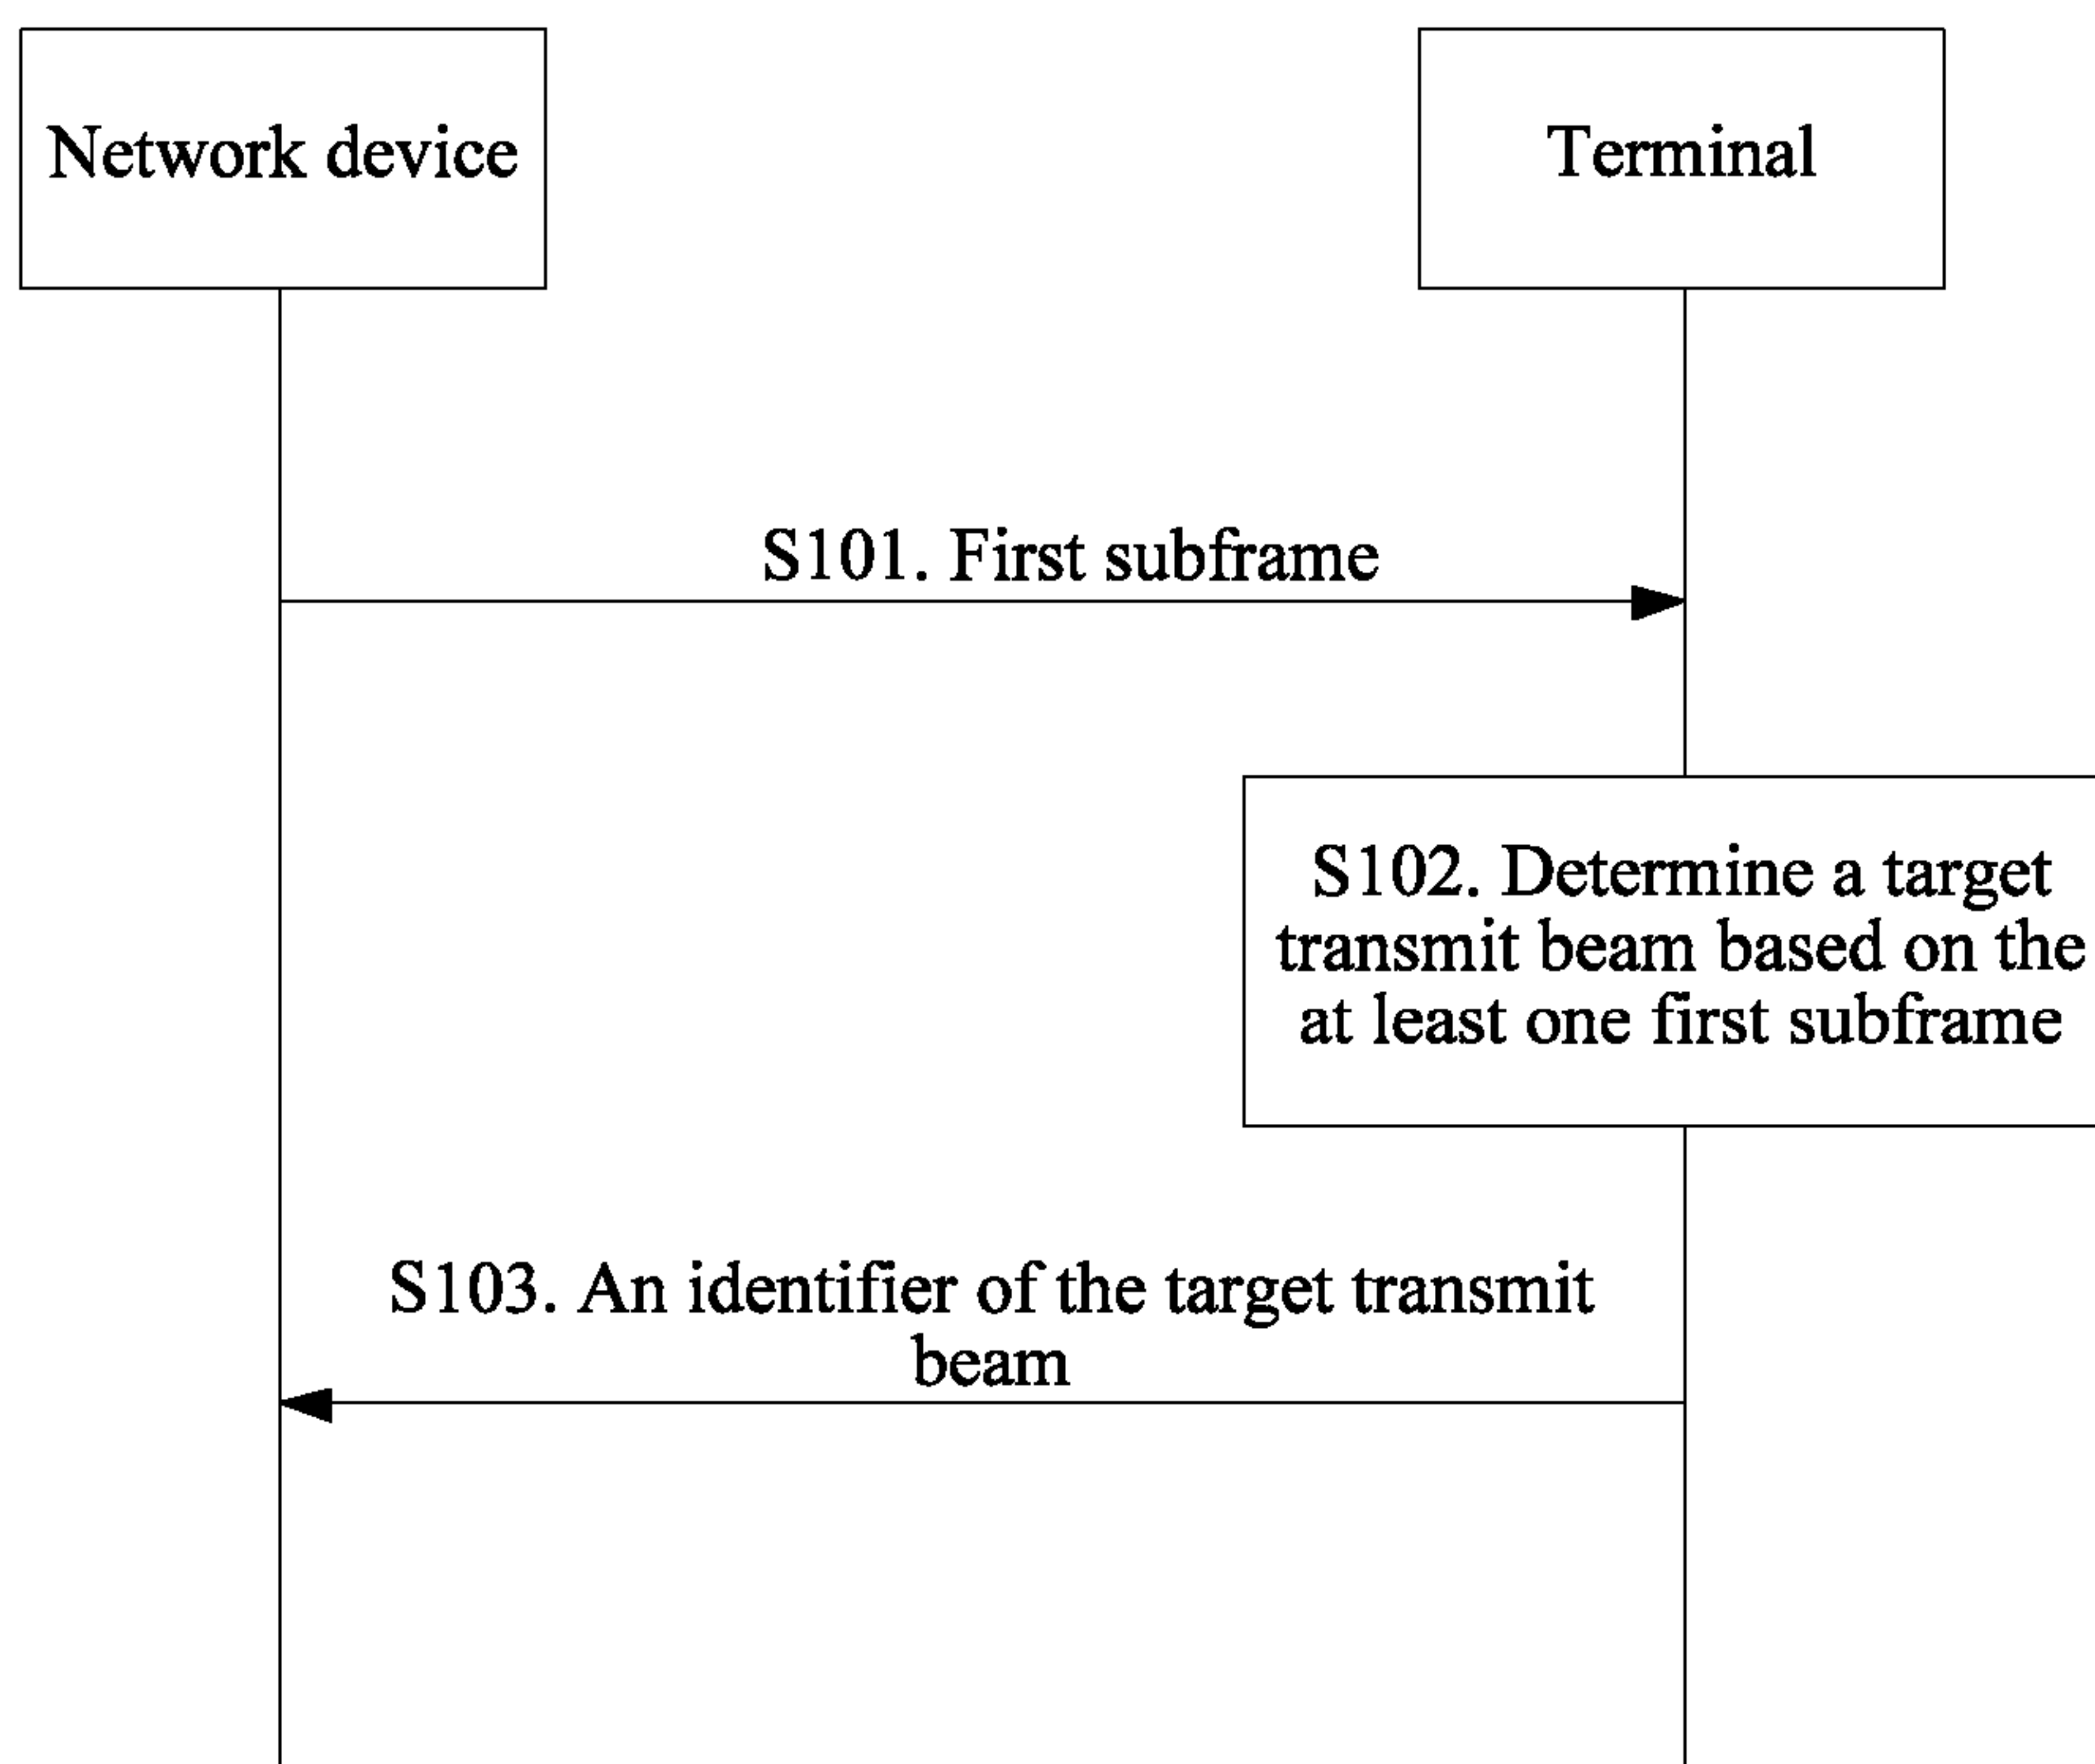 Network device
Terminal
S101. First subframe
S102. Determine a target
transmit beam based on the
at least one first subframe
S103. An identifier of the target transmit
beam